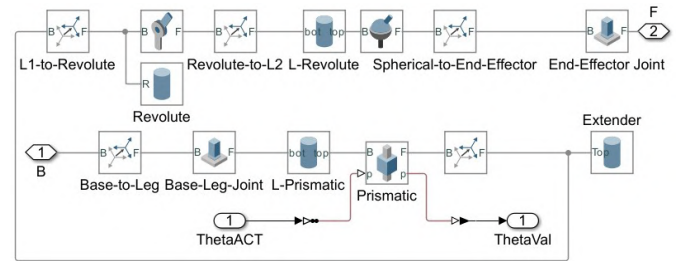 F
B F B F B F bot top B F B F B F 2
L1-to-Revolute Revolute-to-L2 L-Revolute Spherical-to-End-Effector End-Effector Joint
R
Revolute
Extender
1 B F B F bot top B F B F Top
B p p
Base-to-Leg Base-Leg-Joint L-Prismatic Prismatic
1 1
ThetaACT ThetaVal